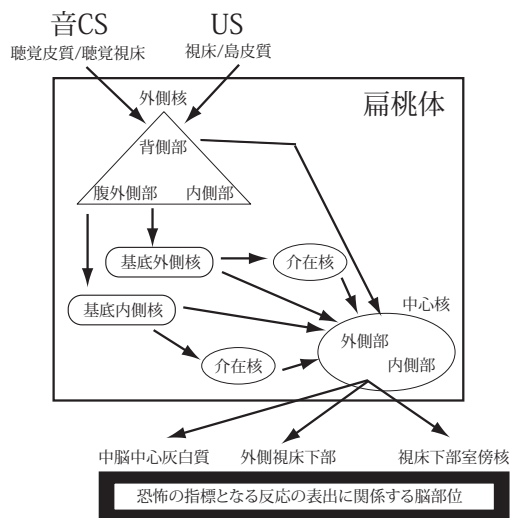 音CS
聴覚皮質/聴覚視床
US
視床/島皮質
扁桃体
外側核
背側部
腹外側部
内側部
基底外側核
介在核
基底内側核
介在核
中心核
外側部
内側部
中脳中心灰白質
外側視床下部
視床下部室傍核
恐怖の指標となる反応の表出に関係する脳部位